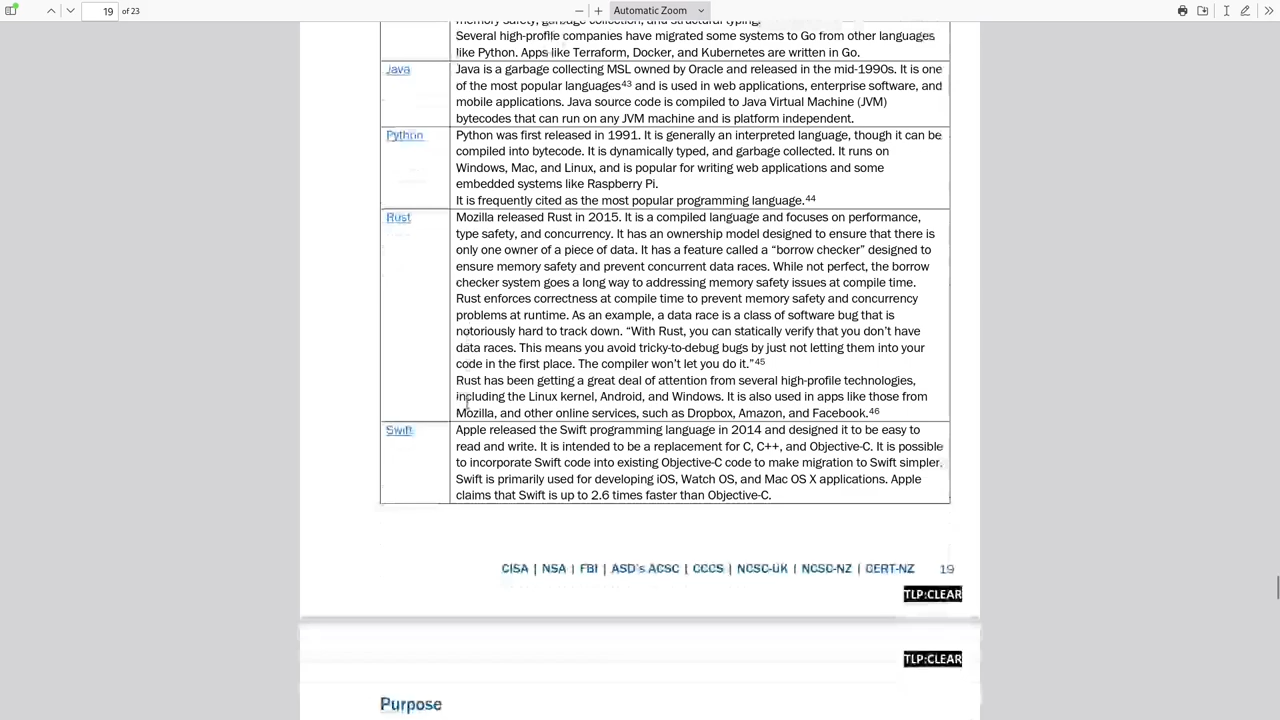 19 of 23
Automatic Zoom
memory safety, garbage collection, and structural typing.
Several high-profile companies have migrated some systems to Go from other languages
like Python. Apps like Terraform, Docker, and Kubernetes are written in Go.
Java
Java is a garbage collecting MSL owned by Oracle and released in the mid-1990s. It is one
of the most popular languages43 and is used in web applications, enterprise software, and
mobile applications. Java source code is compiled to Java Virtual Machine (JVM)
bytecodes that can run on any JVM machine and is platform independent.
Python
Python was first released in 1991. It is generally an interpreted language, though it can be
compiled into bytecode. It is dynamically typed, and garbage collected. It runs on
Windows, Mac, and Linux, and is popular for writing web applications and some
embedded systems like Raspberry Pi.
It is frequently cited as the most popular programming language.44
Rust
Mozilla released Rust in 2015. It is a compiled language and focuses on performance,
type safety, and concurrency. It has an ownership model designed to ensure that there is
only one owner of a piece of data. It has a feature called a “borrow checker” designed to
ensure memory safety and prevent concurrent data races. While not perfect, the borrow
checker system goes a long way to addressing memory safety issues at compile time.
Rust enforces correctness at compile time to prevent memory safety and concurrency
problems at runtime. As an example, a data race is a class of software bug that is
notoriously hard to track down. “With Rust, you can statically verify that you don’t have
data races. This means you avoid tricky-to-debug bugs by just not letting them into your
code in the first place. The compiler won’t let you do it.”45
Rust has been getting a great deal of attention from several high-profile technologies,
including the Linux kernel, Android, and Windows. It is also used in apps like those from
Mozilla, and other online services, such as Dropbox, Amazon, and Facebook.46
Swift
Apple released the Swift programming language in 2014 and designed it to be easy to
read and write. It is intended to be a replacement for C, C++, and Objective-C. It is possible
to incorporate Swift code into existing Objective-C code to make migration to Swift simpler.
Swift is primarily used for developing iOS, Watch OS, and Mac OS X applications. Apple
claims that Swift is up to 2.6 times faster than Objective-C.
CISA | NSA | FBI | ASD's ACSC | CCCS | NCSC-UK | NCSC-NZ | CERT-NZ 19
TLP:CLEAR
TLP:CLEAR
Purpose